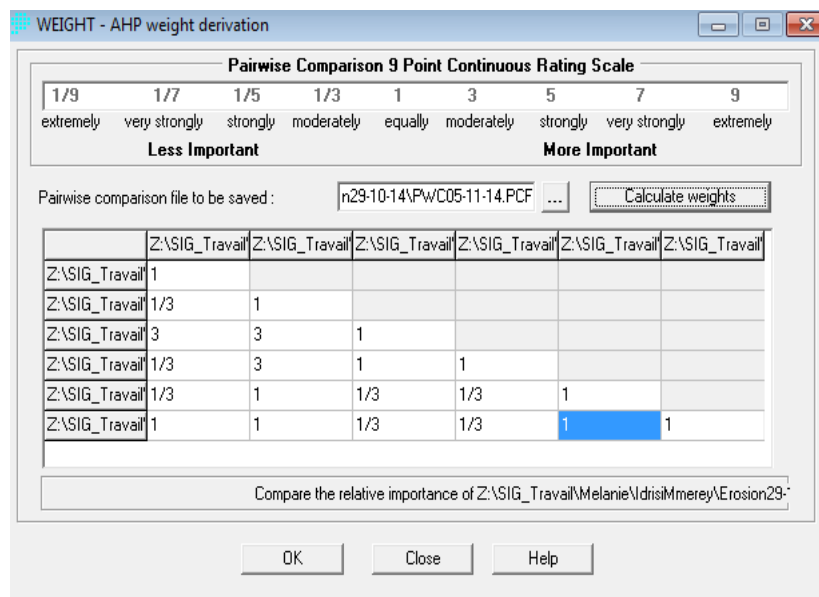 WEIGHT - AHP weight derivation
Pairwise Comparison 9 Point Continuous Rating Scale
1/9 1/7 1/5 1/3 1 3 5 7 9
extremely very strongly strongly moderately equally moderately strongly very strongly extremely
Less Important More Important
Pairwise comparison file to be saved : n29-10-14\PWC05-11-14.PCF ... Calculate weights
Z:\SIG_Travail' Z:\SIG_Travail' Z:\SIG_Travail' Z:\SIG_Travail' Z:\SIG_Travail' Z:\SIG_Travail'
Z:\SIG_Travail' 1
Z:\SIG_Travail' 1/3 1
Z:\SIG_Travail' 3 3 1
Z:\SIG_Travail' 1/3 3 1 1
Z:\SIG_Travail' 1/3 1 1/3 1/3 1
Z:\SIG_Travail' 1 1 1/3 1/3 1 1
Compare the relative importance of Z:\SIG_Travail\Melanie\IdrisiMmerey\Erosion29-
OK Close Help